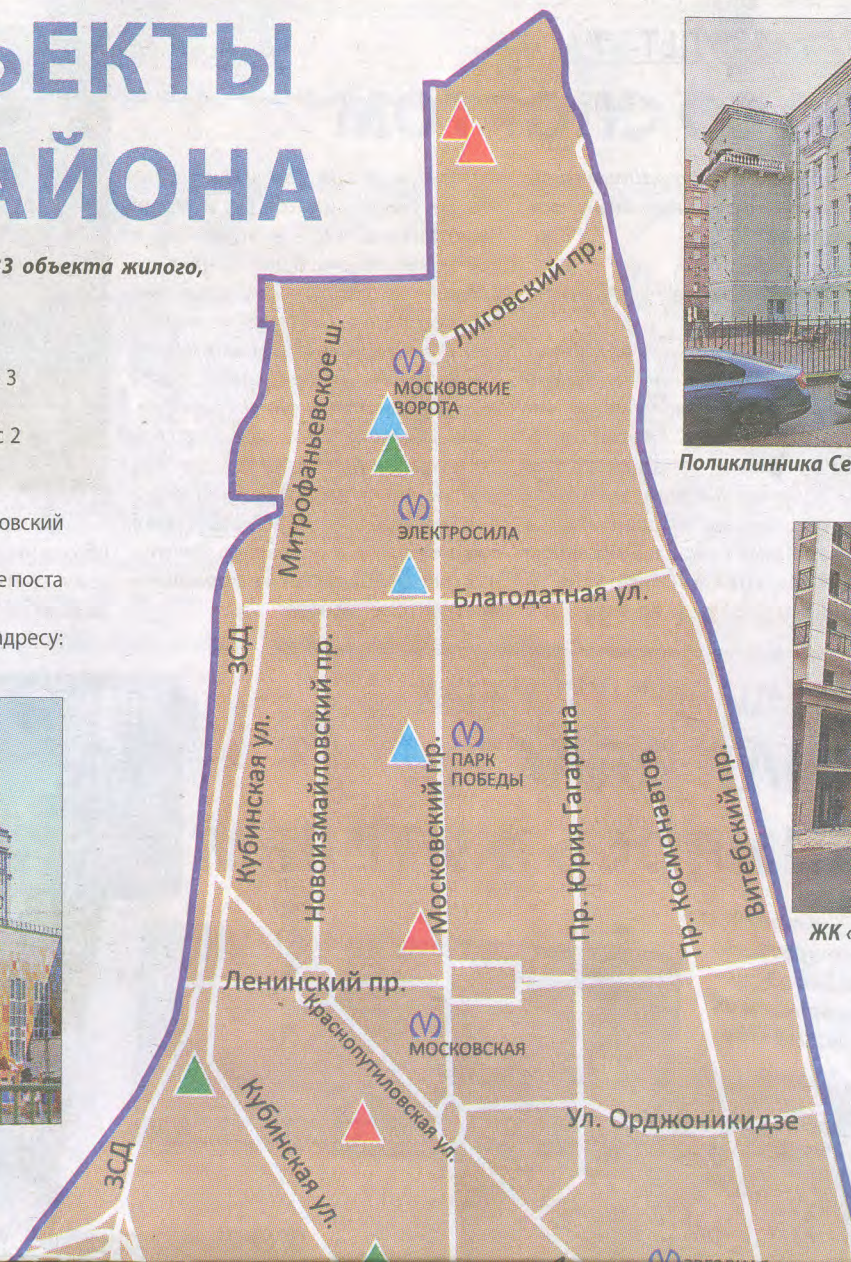 ЪЕКТЫ
АЙОНА
33 объекта жилого,
3
с 2
овский
е поста
адресу:
Лиговский пр.
Митрофаньевское ш.
МОСКОВСКИЕ
ВОРОТА
ЭЛЕКТРОСИЛА
Благодатная ул.
ЗСД
Кубинская ул.
Новоизмайловский пр.
Московский пр.
ПАРК
ПОБЕДЫ
Пр. Юрия Гагарина
Пр. Космонавтов
Витебский пр.
Ленинский пр.
Краснопутиловская ул.
МОСКОВСКАЯ
Кубинская ул.
Ул. Орджоникидзе
ЗСД
Поликлинника Се
ЖК «